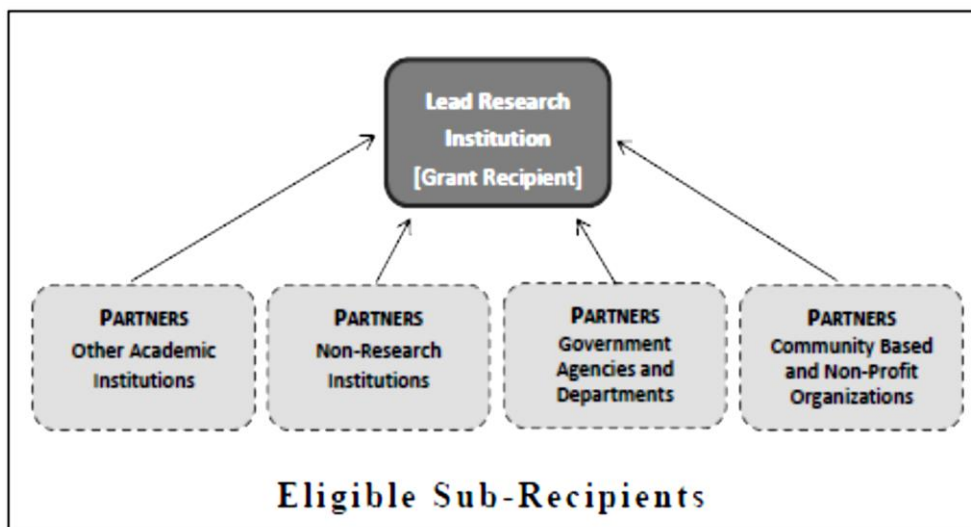 Lead Research
Institution
[Grant Recipient]
PARTNERS
Other Academic
Institutions
PARTNERS
Non-Research
Institutions
PARTNERS
Government
Agencies and
Departments
PARTNERS
Community Based
and Non-Profit
Organizations
Eligible Sub-Recipients